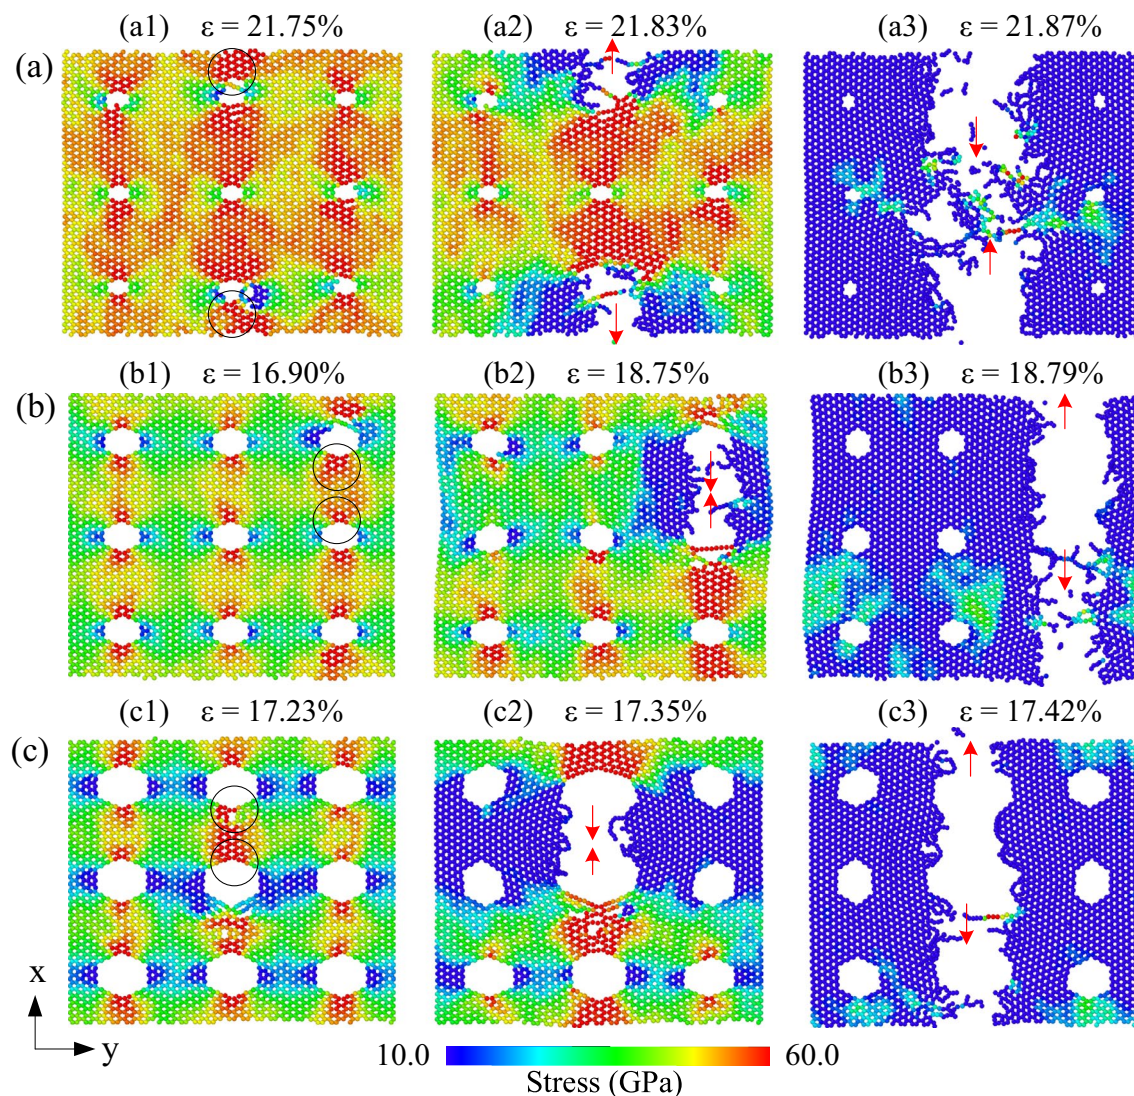 (a1) ε = 21.75% (a2) ε = 21.83% (a3) ε = 21.87%
(a)
(b1) ε = 16.90% (b2) ε = 18.75% (b3) ε = 18.79%
(b)
(c1) ε = 17.23% (c2) ε = 17.35% (c3) ε = 17.42%
(c)
x
y
10.0 60.0
Stress (GPa)